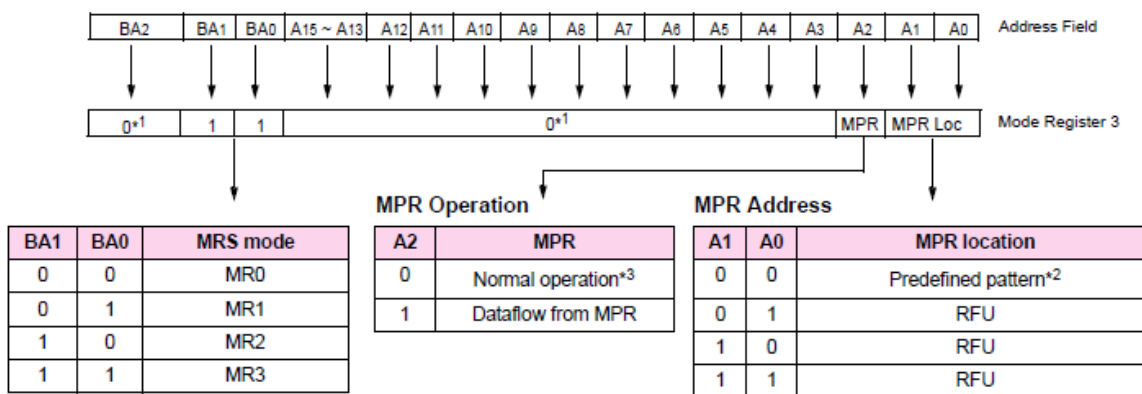 BA2 BA1 BA0 A15 ~ A13 A12 A11 A10 A9 A8 A7 A6 A5 A4 A3 A2 A1 A0 Address Field
0*1 1 1 0*1 MPR MPR Loc Mode Register 3
MPR Operation MPR Address
BA1 BA0 MRS mode A2 MPR A1 A0 MPR location
0 0 MR0 0 Normal operation*3 0 0 Predefined pattern*2
0 1 MR1 1 Dataflow from MPR 0 1 RFU
1 0 MR2 1 0 RFU
1 1 MR3 1 1 RFU